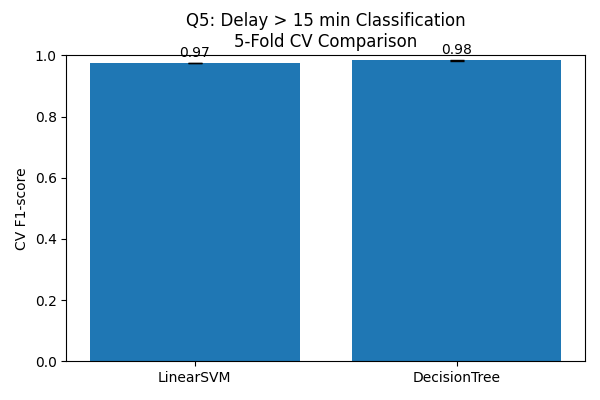 Q5: Delay > 15 min Classification
5-Fold CV Comparison
0.97
0.98
1.0
0.8
0.6
0.4
0.2
0.0
CV F1-score
LinearSVM
DecisionTree